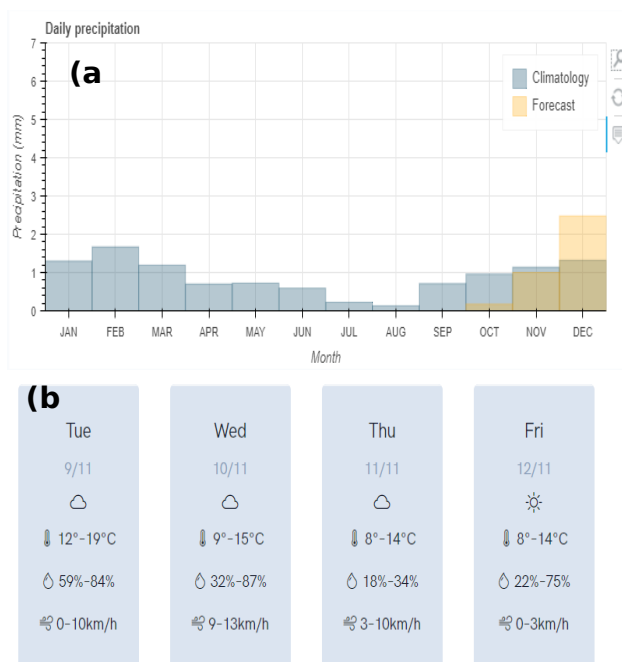 Daily precipitation
(a
7
6
5
4
3
2
1
0
Precipitation (mm)
Climatology
Forecast
JAN FEB MAR APR MAY JUN JUL AUG SEP OCT NOV DEC
Month
(b
Tue Wed Thu Fri
9/11 10/11 11/11 12/11
12°-19°C 9°-15°C 8°-14°C 8°-14°C
59%-84% 32%-87% 18%-34% 22%-75%
0-10km/h 9-13km/h 3-10km/h 0-3km/h